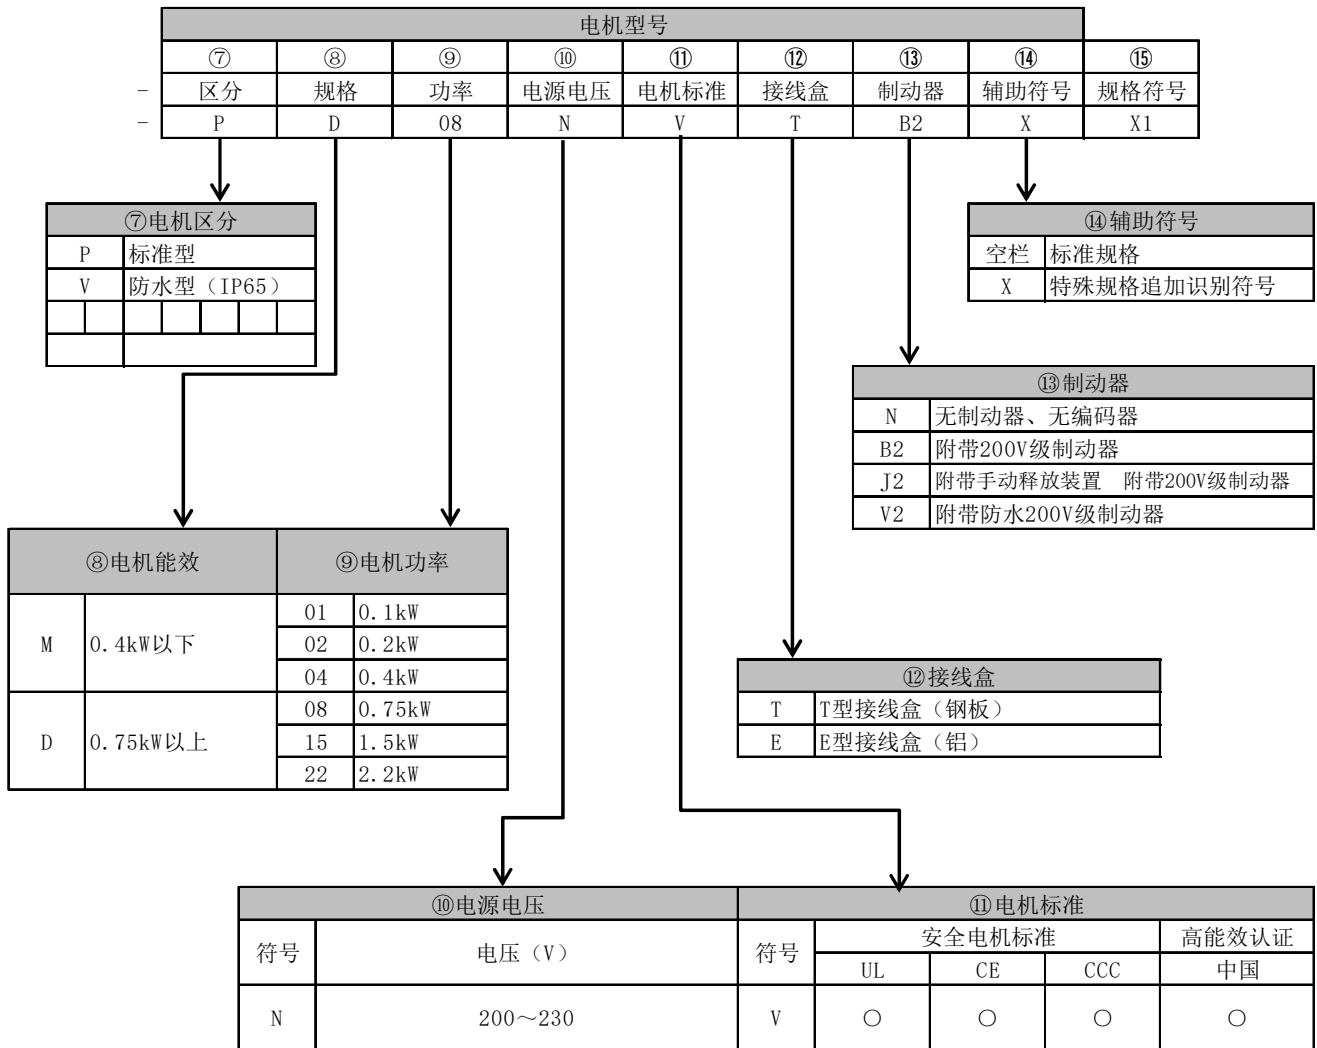 电机型号
⑦ ⑧ ⑨ ⑩ ⑪ ⑫ ⑬ ⑭ ⑮
- 区分 规格 功率 电源电压 电机标准 接线盒 制动器 辅助符号 规格符号
- P D 08 N V T B2 X X1
⑦电机区分
P 标准型
V 防水型（IP65）
⑭辅助符号
空栏 标准规格
X 特殊规格追加识别符号
⑬制动器
N 无制动器、无编码器
B2 附带200V级制动器
J2 附带手动释放装置 附带200V级制动器
V2 附带防水200V级制动器
⑧电机能效 ⑨电机功率
01 0.1kW
M 0.4kW以下 02 0.2kW
04 0.4kW
08 0.75kW
D 0.75kW以上 15 1.5kW
22 2.2kW
⑫接线盒
T T型接线盒（钢板）
E E型接线盒（铝）
⑩电源电压 ⑪电机标准
符号 电压（V） 符号 安全电机标准 高能效认证
UL CE CCC 中国
N 200～230 V ○ ○ ○ ○